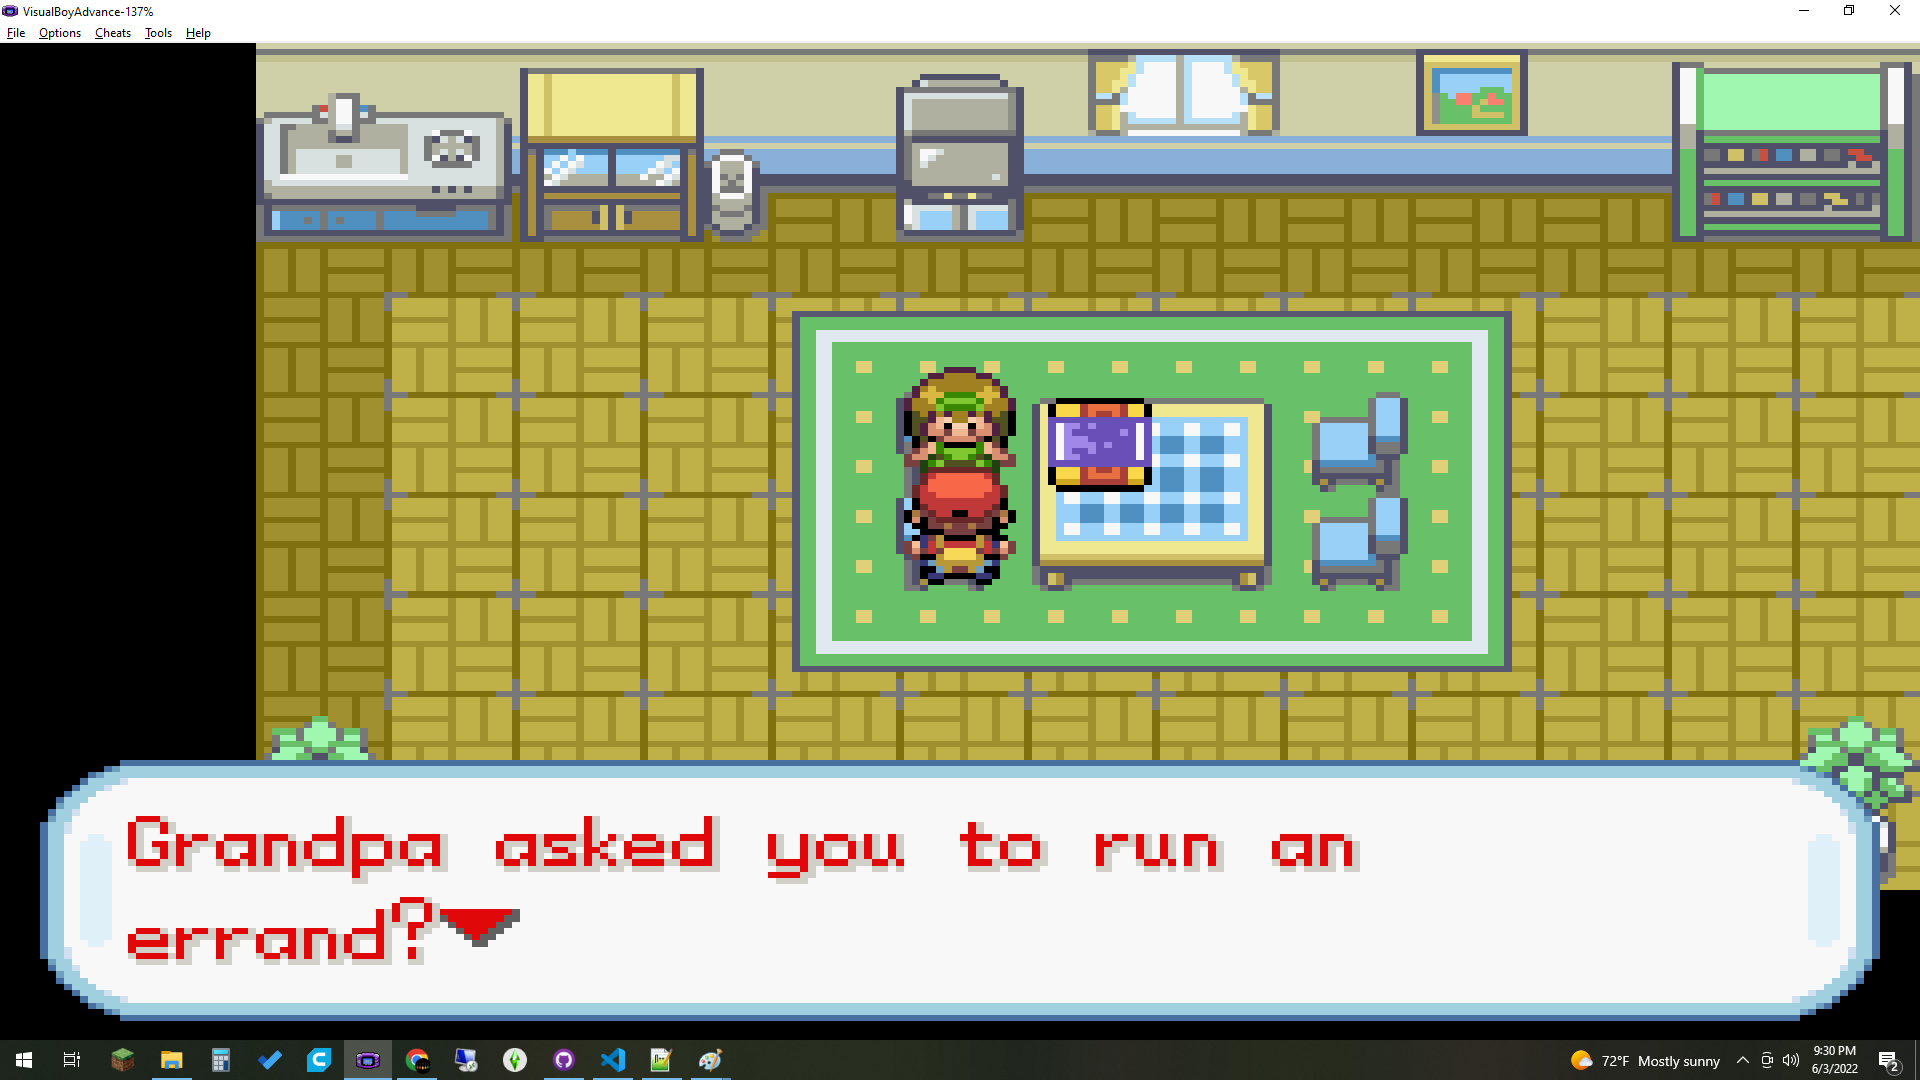 VisualBoyAdvance-137%
File Options Cheats Tools Help
Grandpa asked you to run an
errand?
72°F Mostly sunny
9:30 PM
6/3/2022
2